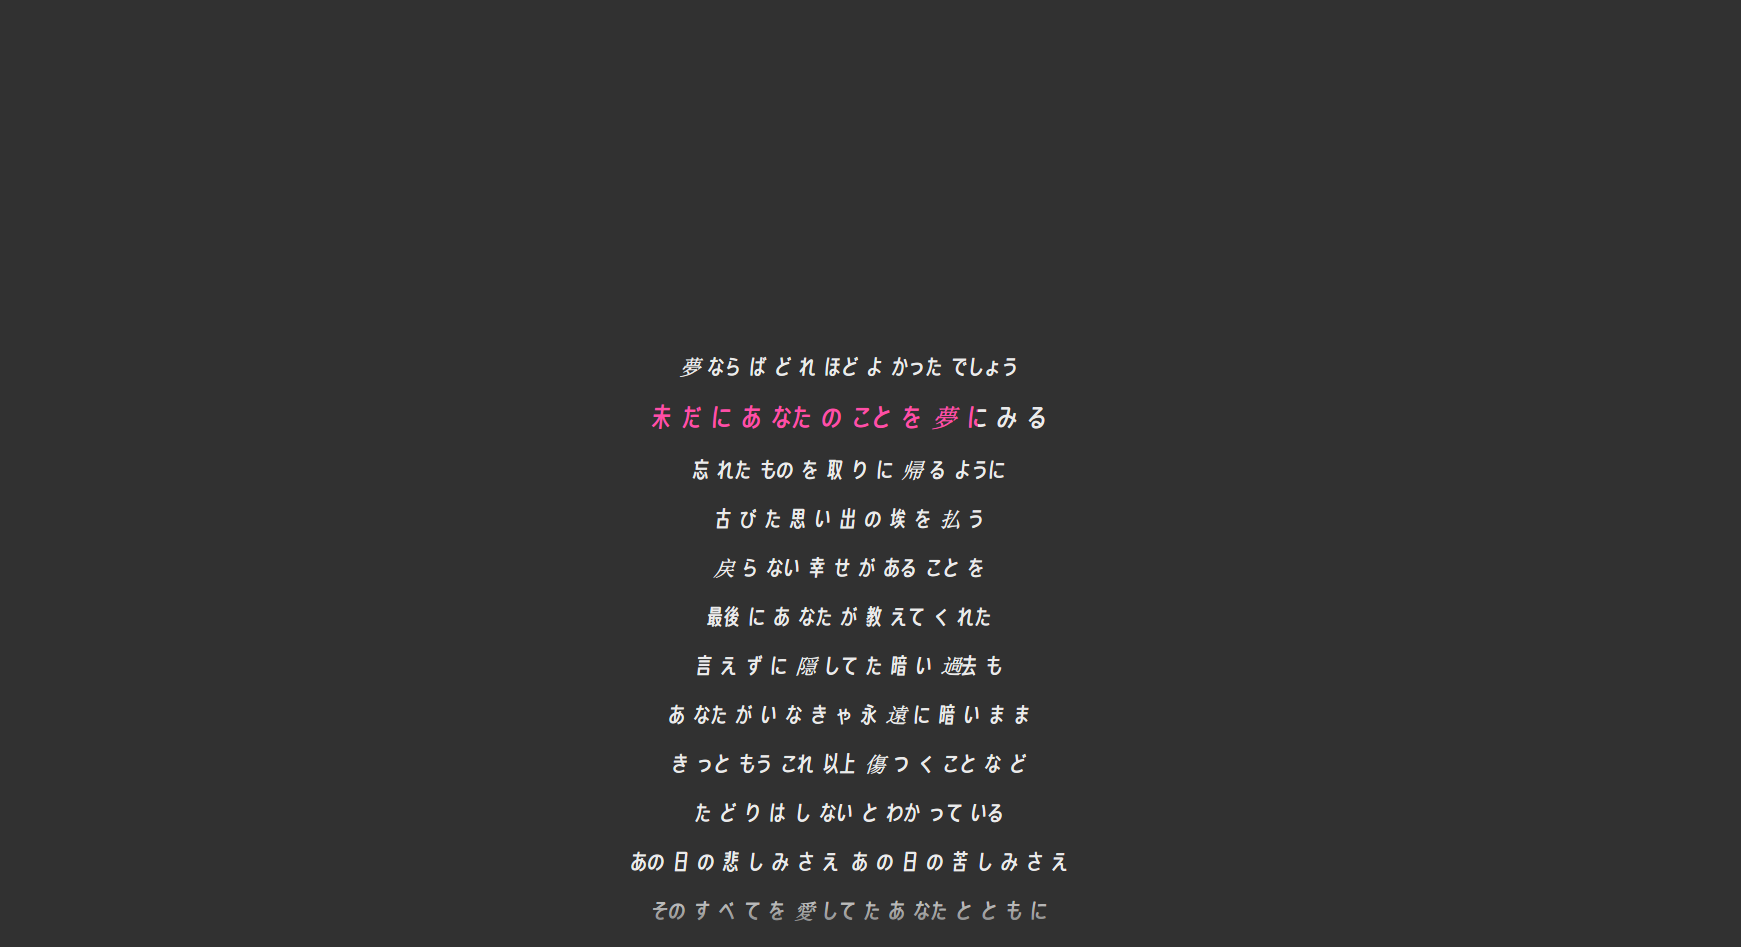 夢 なら ば ど れ ほど よ かった でしょう
未 だ に あ なた の こと を 夢 に み る
忘 れた もの を 取 り に 帰 る ように
古 び た 思 い 出 の 埃 を 払 う
戻 ら ない 幸 せ が ある こと を
最後 に あ なた が 教 えて く れた
言 え ず に 隠 して た 暗 い 過去 も
あ なた が い な き ゃ 永 遠 に 暗 い ま ま
き っと もう これ 以上 傷 つ く こと な ど
た ど り は し ない と わか って いる
あの 日 の 悲 し み さ え あ の 日 の 苦 し み さ え
その す べ て を 愛 して た あ なた と と も に